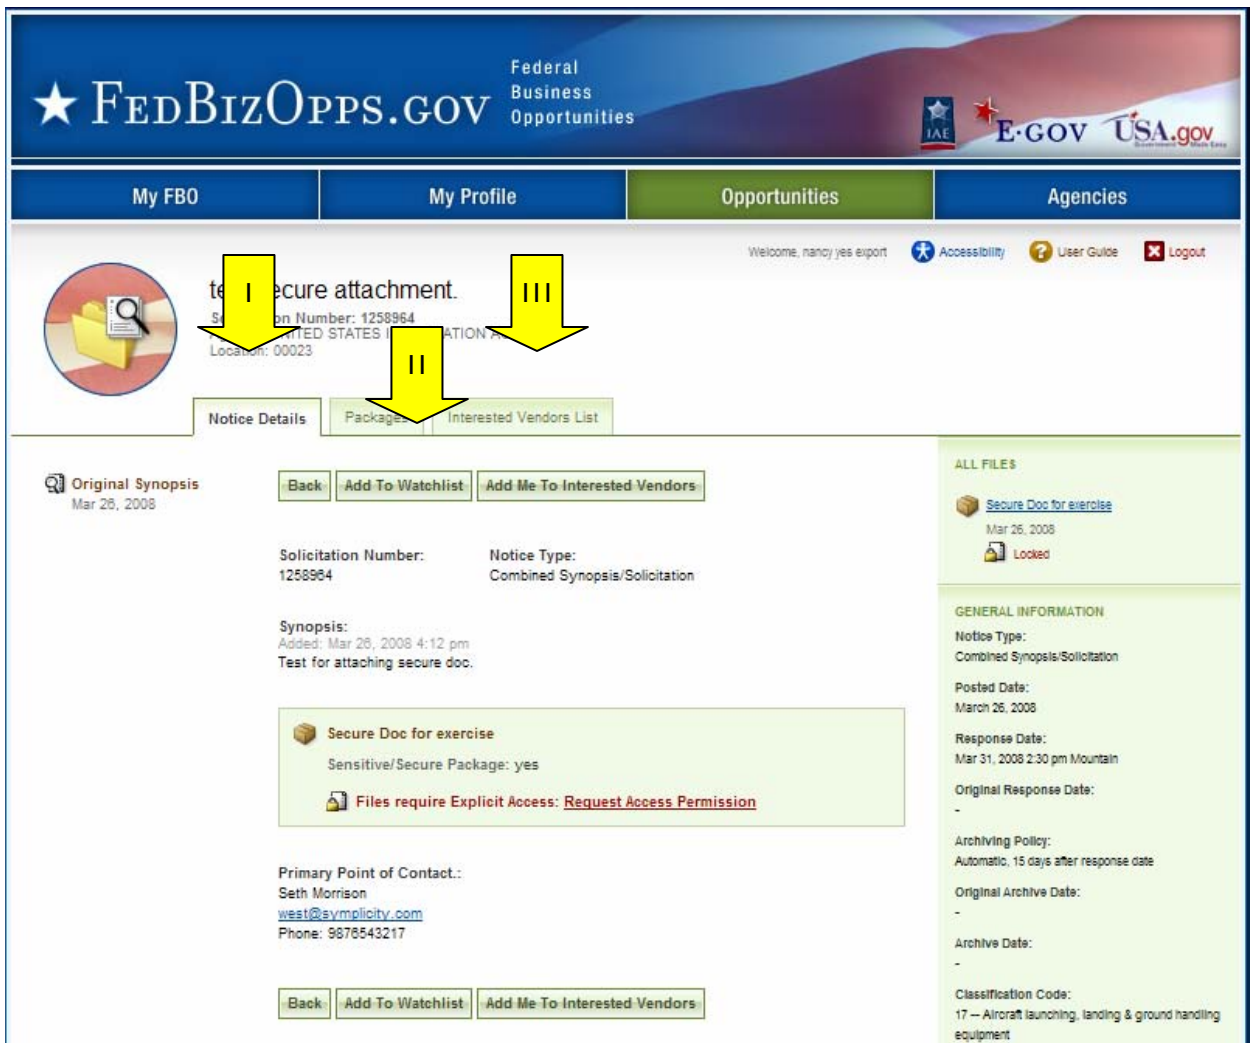 ★ FEDBIZOPPS.GOV
Federal
Business
Opportunities
IAE
E·GOV
USA.gov
Government Made Easy
My FBO
My Profile
Opportunities
Agencies
Welcome, nancy yes export
Accessibility
User Guide
Logout
I
II
III
te ecure attachment.
on Number: 1258964
NITED STATES I ATION A
Location: 00023
Notice Details
Packages
Interested Vendors List
Original Synopsis
Mar 26, 2008
Back
Add To Watchlist
Add Me To Interested Vendors
Solicitation Number:
1258964
Notice Type:
Combined Synopsis/Solicitation
Synopsis:
Added: Mar 26, 2008 4:12 pm
Test for attaching secure doc.
Secure Doc for exercise
Sensitive/Secure Package: yes
Files require Explicit Access: Request Access Permission
Primary Point of Contact.:
Seth Morrison
west@symplicity.com
Phone: 9876543217
Back
Add To Watchlist
Add Me To Interested Vendors
ALL FILES
Secure Doc for exercise
Mar 26, 2008
Locked
GENERAL INFORMATION
Notice Type:
Combined Synopsis/Solicitation
Posted Date:
March 26, 2008
Response Date:
Mar 31, 2008 2:30 pm Mountain
Original Response Date:
-
Archiving Policy:
Automatic, 15 days after response date
Original Archive Date:
-
Archive Date:
-
Classification Code:
17 -- Aircraft launching, landing & ground handling
equipment